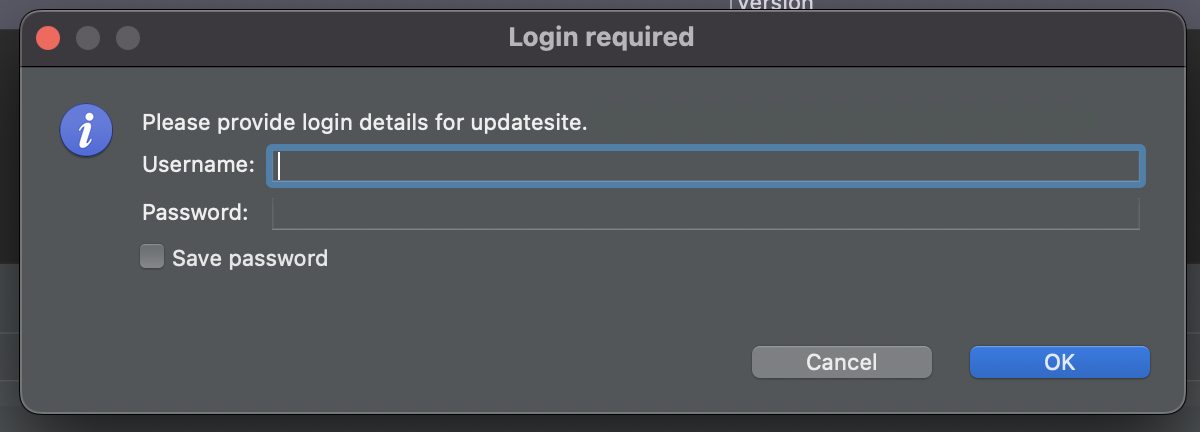 Version
Login required
Please provide login details for updatesite.
Username:
Password:
Save password
Cancel
OK